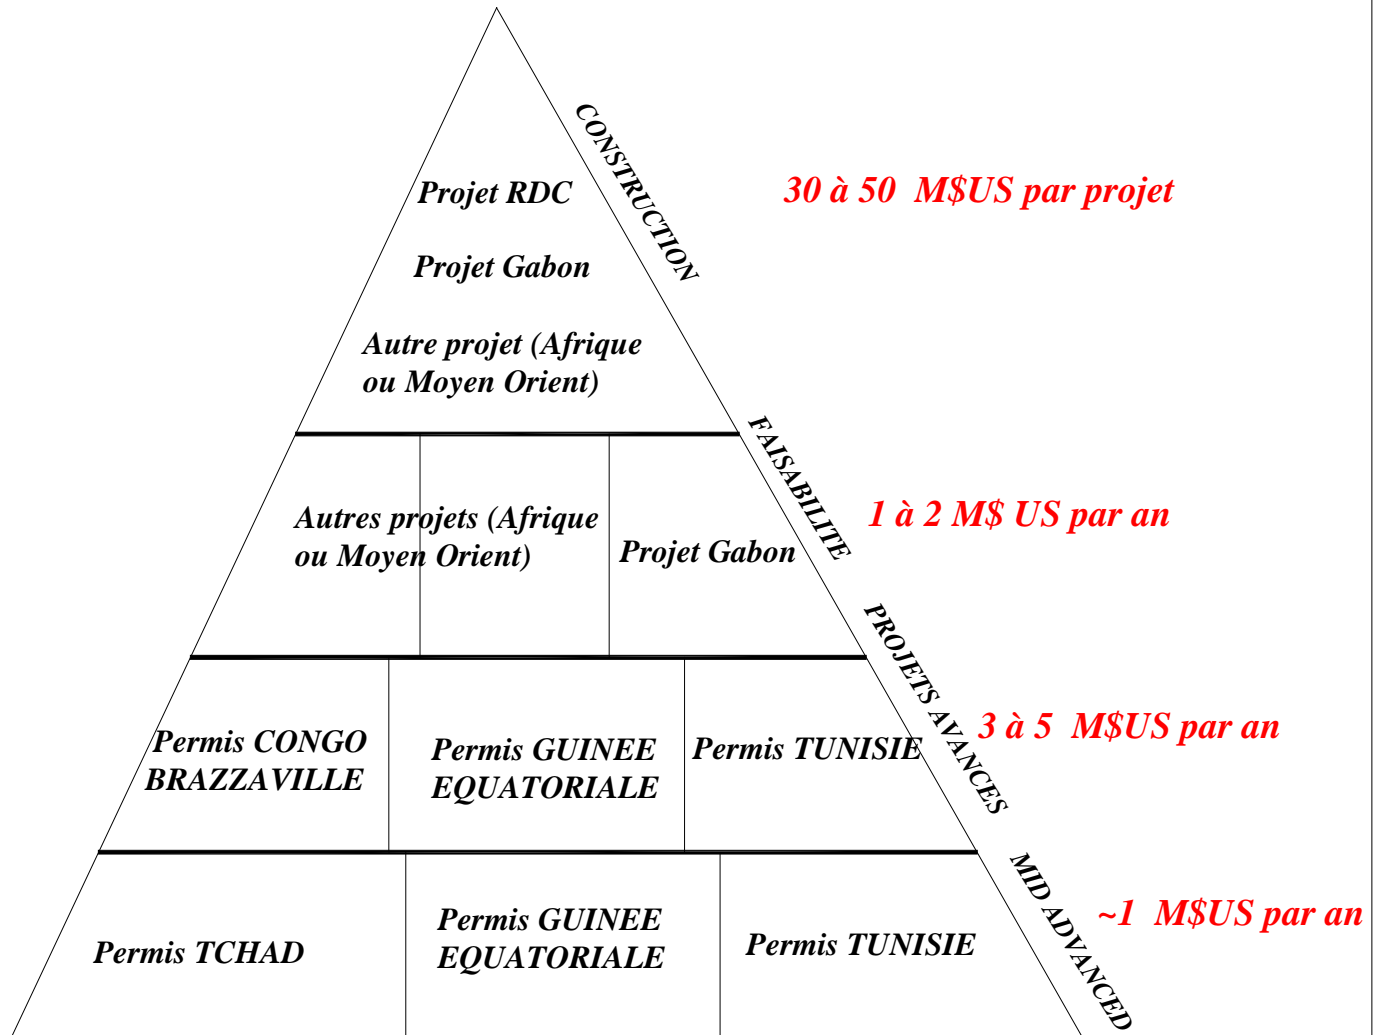 CONSTRUCTION
Projet RDC
30 à 50 M$US par projet
Projet Gabon
Autre projet (Afrique
ou Moyen Orient)
FAISABILITE
Autres projets (Afrique
ou Moyen Orient)
Projet Gabon
1 à 2 M$ US par an
PROJETS AVANCES
Permis CONGO
BRAZZAVILLE
Permis GUINEE
EQUATORIALE
Permis TUNISIE
3 à 5 M$US par an
MID ADVANCED
Permis TCHAD
Permis GUINEE
EQUATORIALE
Permis TUNISIE
~1 M$US par an